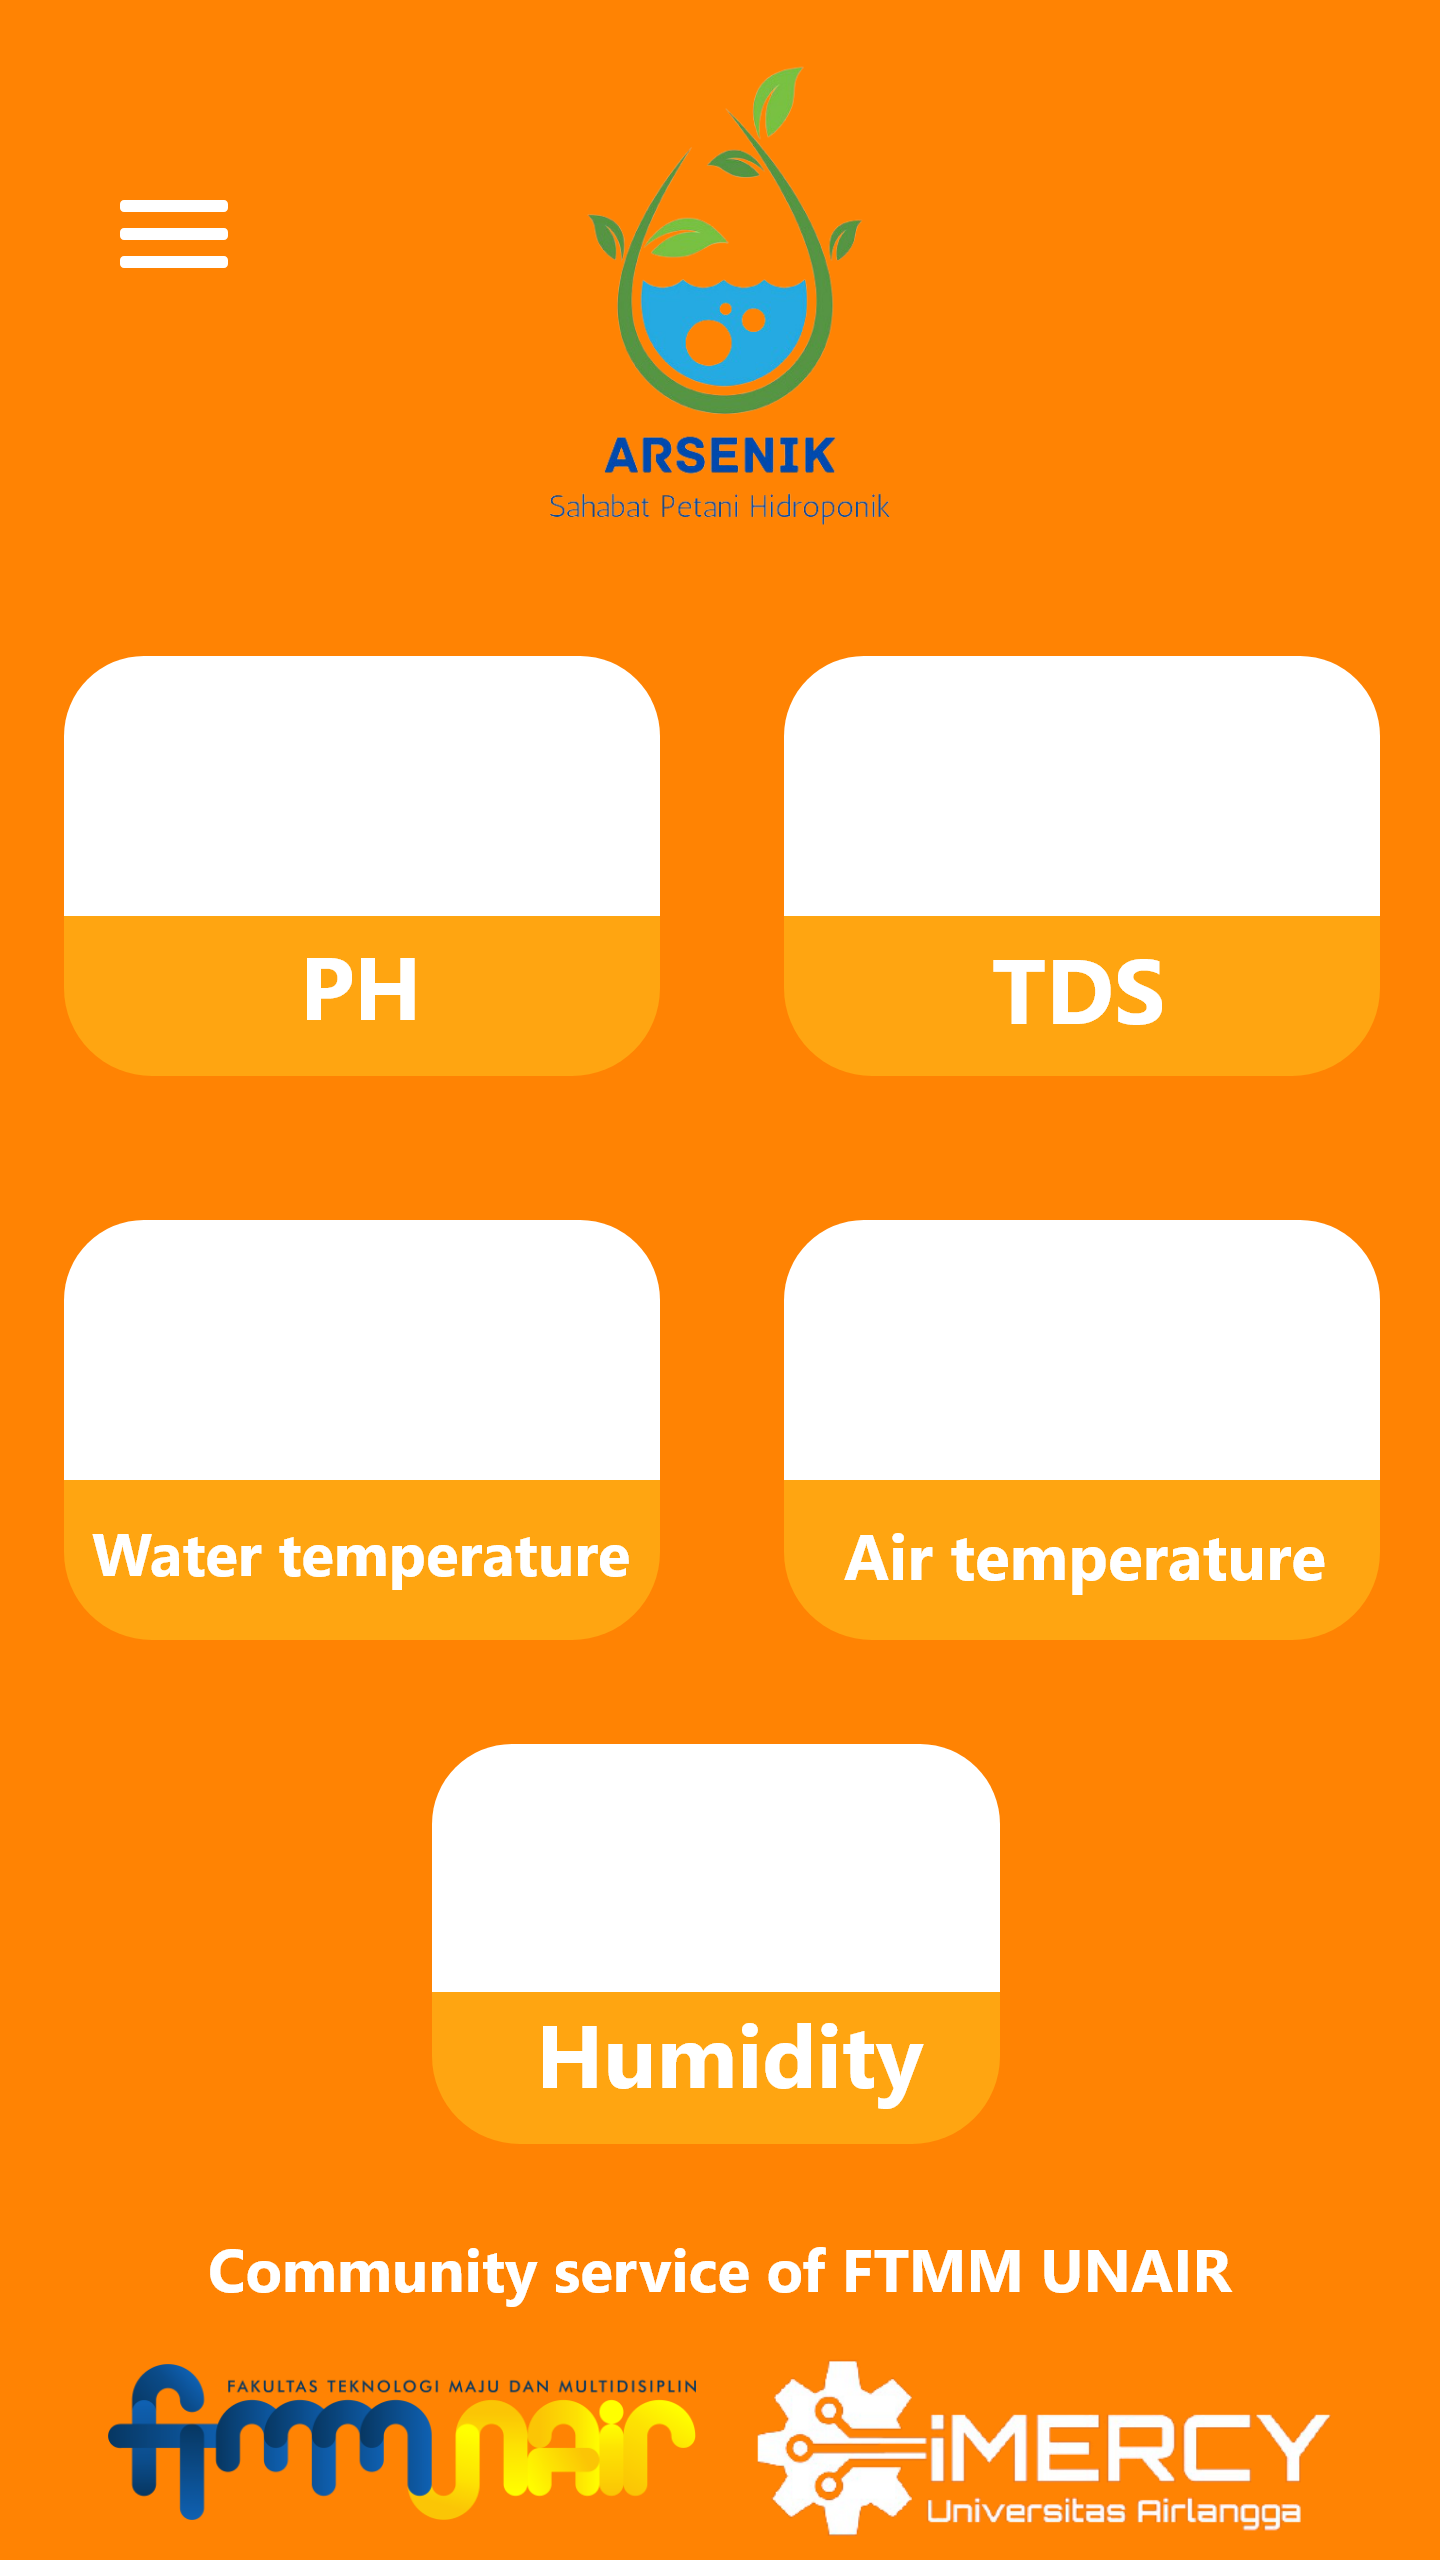 ARSENIK
Sahabat Petani Hidroponik
PH
TDS
Water temperature
Air temperature
Humidity
Community service of FTMM UNAIR
FAKULTAS TEKNOLOGI MAJU DAN MULTIDISIPLIN
ftmm unair
iMERCY
Universitas Airlangga